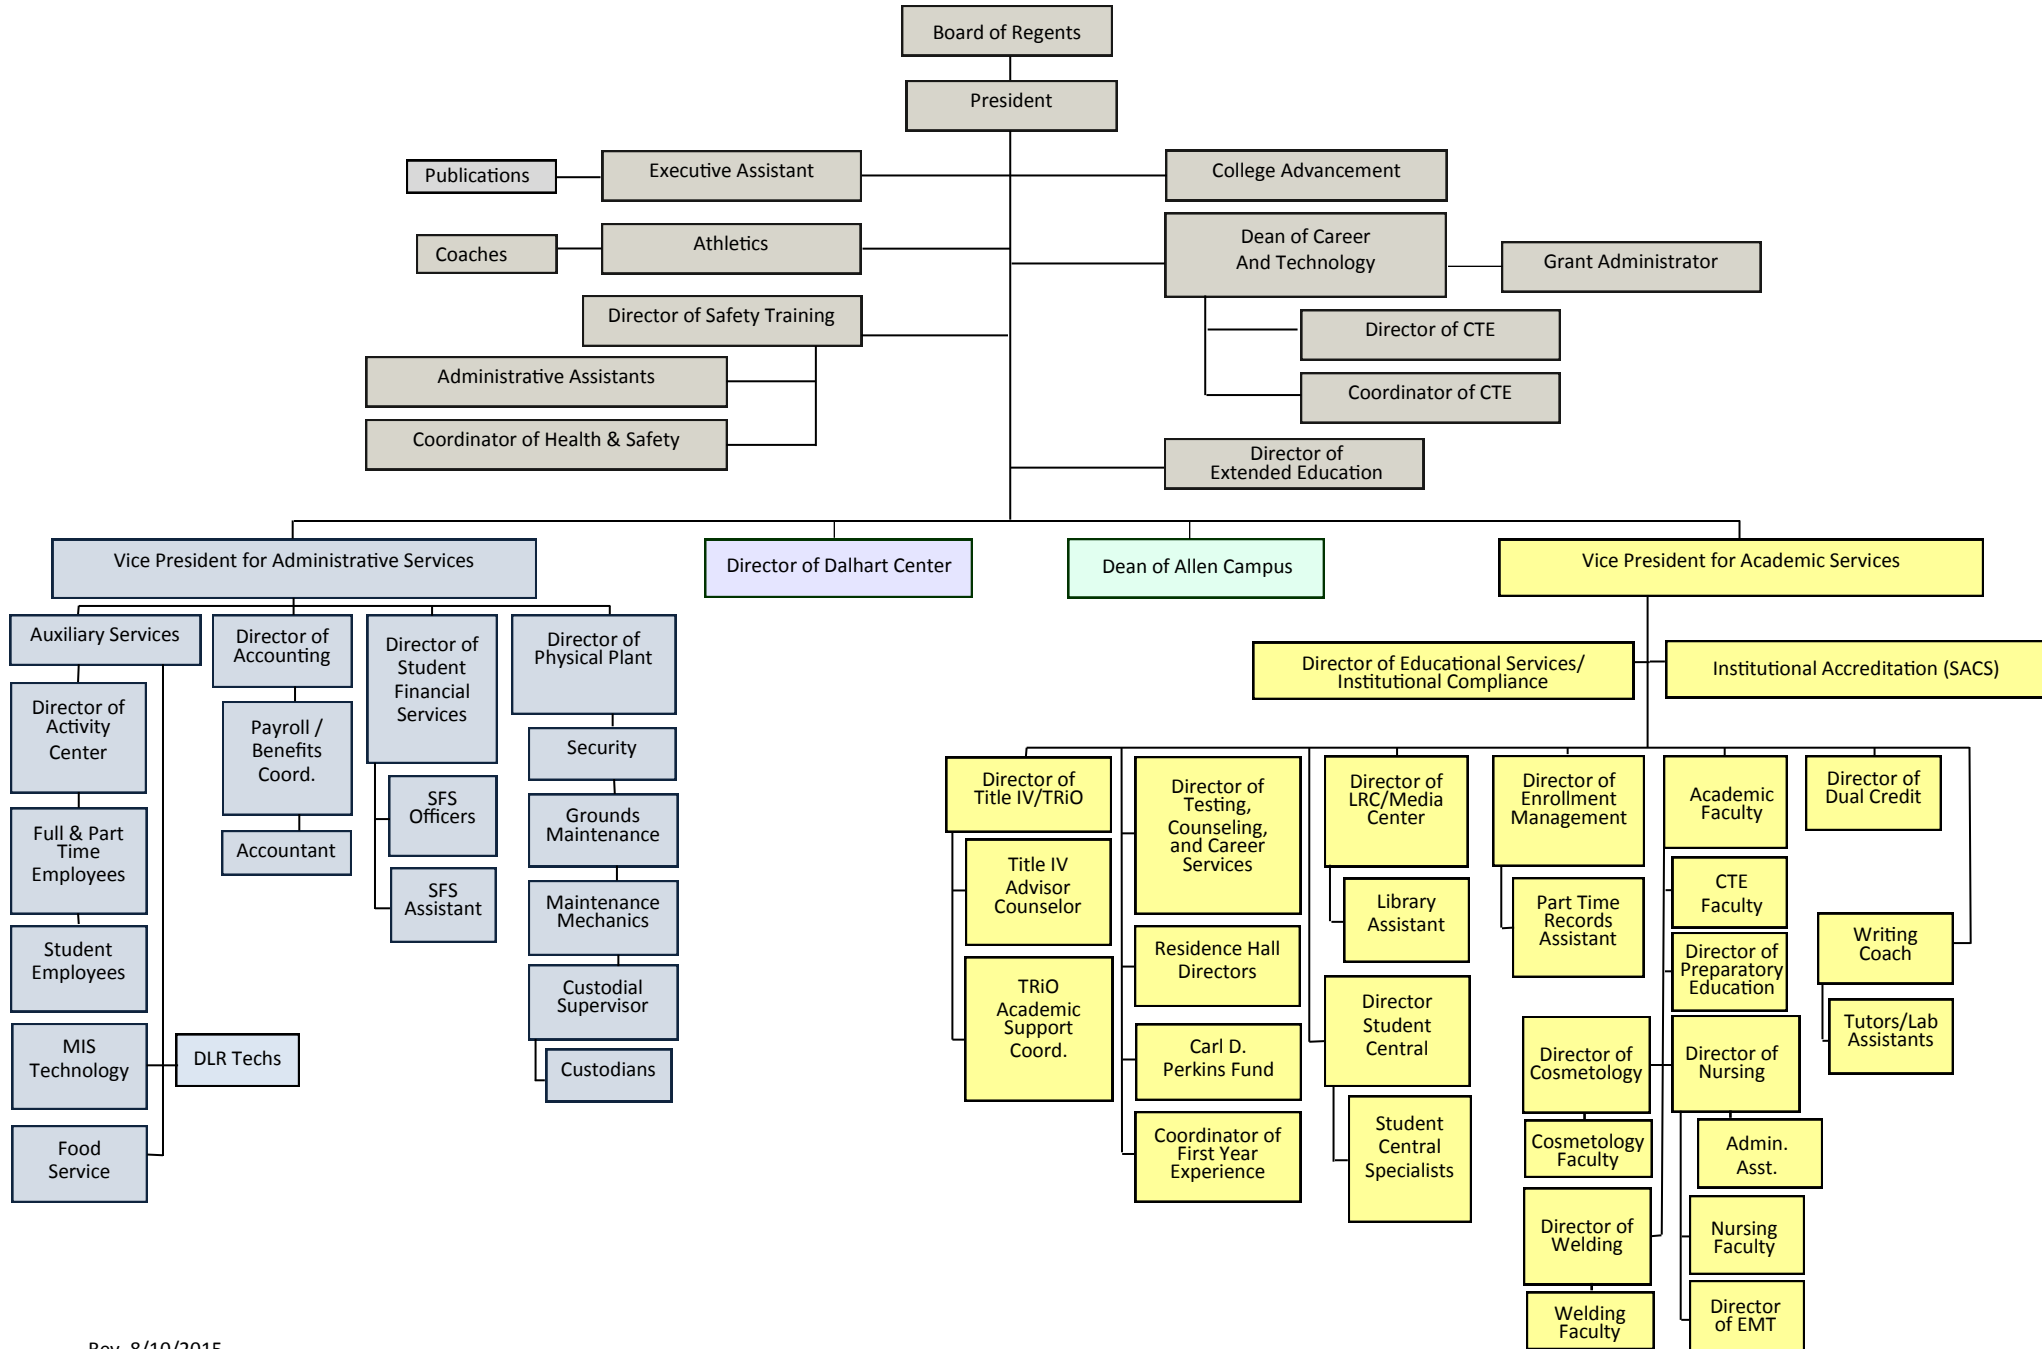 Board of Regents
President
Publications
Executive Assistant
College Advancement
Coaches
Athletics
Dean of Career
And Technology
Grant Administrator
Director of Safety Training
Director of CTE
Administrative Assistants
Coordinator of CTE
Coordinator of Health & Safety
Director of
Extended Education
Vice President for Administrative Services
Director of Dalhart Center
Dean of Allen Campus
Vice President for Academic Services
Auxiliary Services
Director of
Activity
Center
Full & Part
Time
Employees
Student
Employees
MIS
Technology
DLR Techs
Food
Service
Director of
Accounting
Payroll /
Benefits
Coord.
Accountant
Director of
Student
Financial
Services
SFS
Officers
SFS
Assistant
Director of
Physical Plant
Security
Grounds
Maintenance
Maintenance
Mechanics
Custodial
Supervisor
Custodians
Director of Educational Services/
Institutional Compliance
Institutional Accreditation (SACS)
Director of
Title IV/TRiO
Title IV
Advisor
Counselor
TRiO
Academic
Support
Coord.
Director of
Testing,
Counseling,
and Career
Services
Residence Hall
Directors
Carl D.
Perkins Fund
Coordinator of
First Year
Experience
Director of
LRC/Media
Center
Library
Assistant
Director
Student
Central
Student
Central
Specialists
Director of
Enrollment
Management
Part Time
Records
Assistant
Academic
Faculty
CTE
Faculty
Director of
Preparatory
Education
Director of
Cosmetology
Cosmetology
Faculty
Director of
Welding
Welding
Faculty
Director of
Nursing
Admin.
Asst.
Nursing
Faculty
Director
of EMT
Director of
Dual Credit
Writing
Coach
Tutors/Lab
Assistants
Rev. 8/10/2015